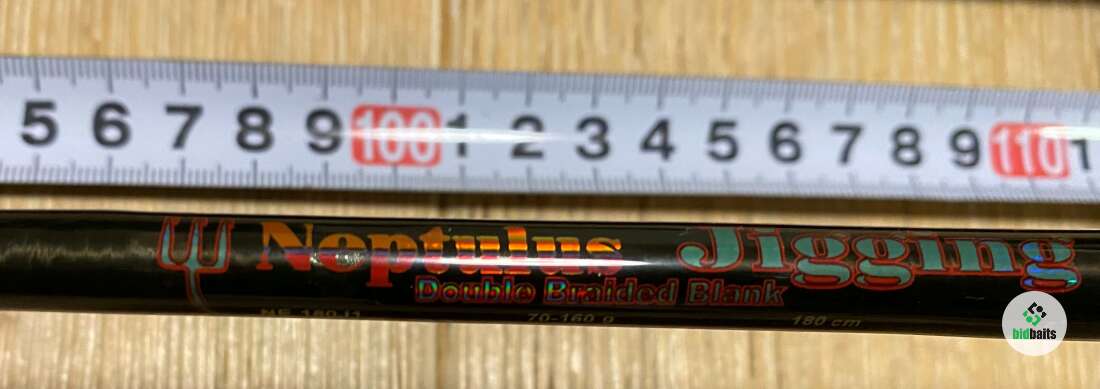 5 6 7 8 9 100 1 2 3 4 5 6 7 8 9 110 1
Neptulus Jigging
Double Braided Blank
70-160 g 180 cm
bidbaits